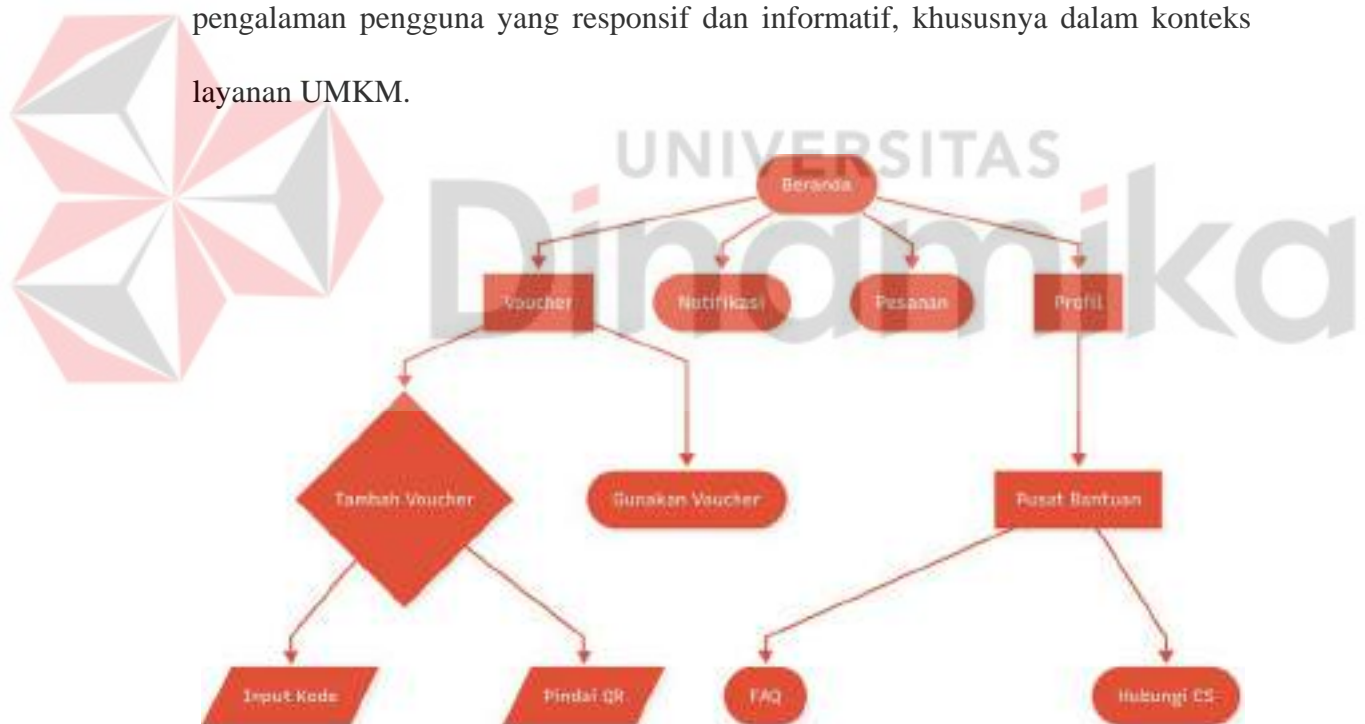 pengalaman pengguna yang responsif dan informatif, khususnya dalam konteks
layanan UMKM.
UNIVERSITAS
Dinamika
Beranda
Voucher
Notifikasi
Pesanan
Profil
Tambah Voucher
Gunakan Voucher
Pusat Bantuan
Input Kode
Pindai QR
FAQ
Hubungi CS